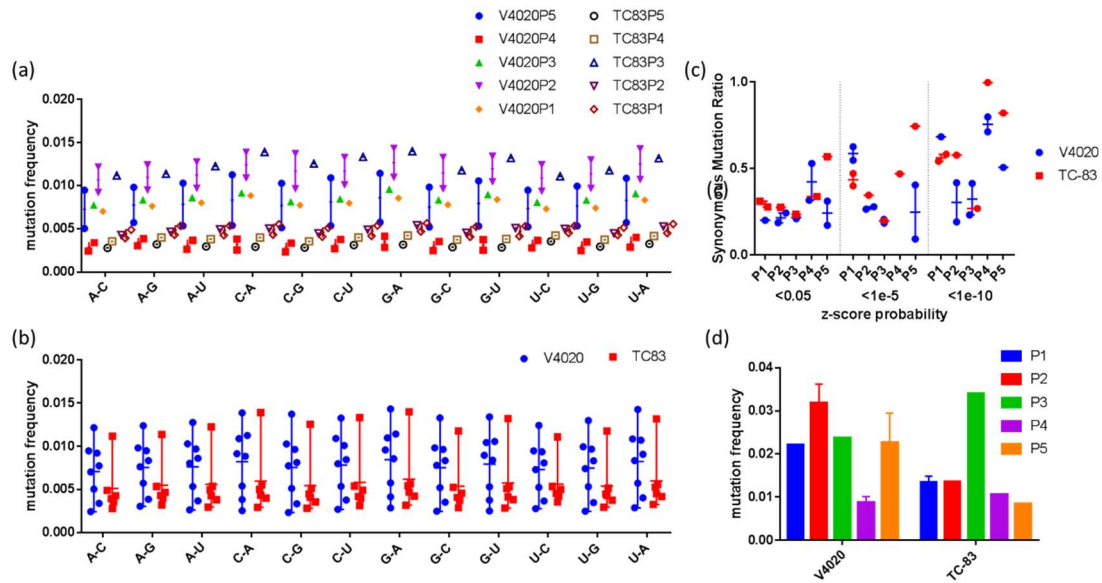 (a)
V4020P5 TC83P5
V4020P4 TC83P4
V4020P3 TC83P3
V4020P2 TC83P2
V4020P1 TC83P1
mutation frequency
0.020
0.015
0.010
0.005
0.000
A-C A-G A-U C-A C-G C-U G-A G-C G-U U-C U-G U-A
(b)
V4020 TC83
mutation frequency
0.020
0.015
0.010
0.005
0.000
A-C A-G A-U C-A C-G C-U G-A G-C G-U U-C U-G U-A
(c)
Synonymous Mutation Ratio
1.0
0.5
0.0
V4020
TC-83
P1 P2 P3 P4 P5 P1 P2 P3 P4 P5 P1 P2 P3 P4 P5
<0.05 <1e-5 <1e-10
z-score probability
(d)
mutation frequency
0.04
0.03
0.02
0.01
0.00
P1
P2
P3
P4
P5
V4020 TC-83